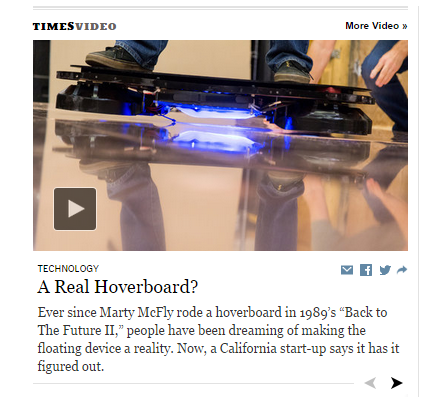 TIMESVIDEO
More Video »
TECHNOLOGY
A Real Hoverboard?
Ever since Marty McFly rode a hoverboard in 1989’s “Back to
The Future II,” people have been dreaming of making the
floating device a reality. Now, a California start-up says it has it
figured out.